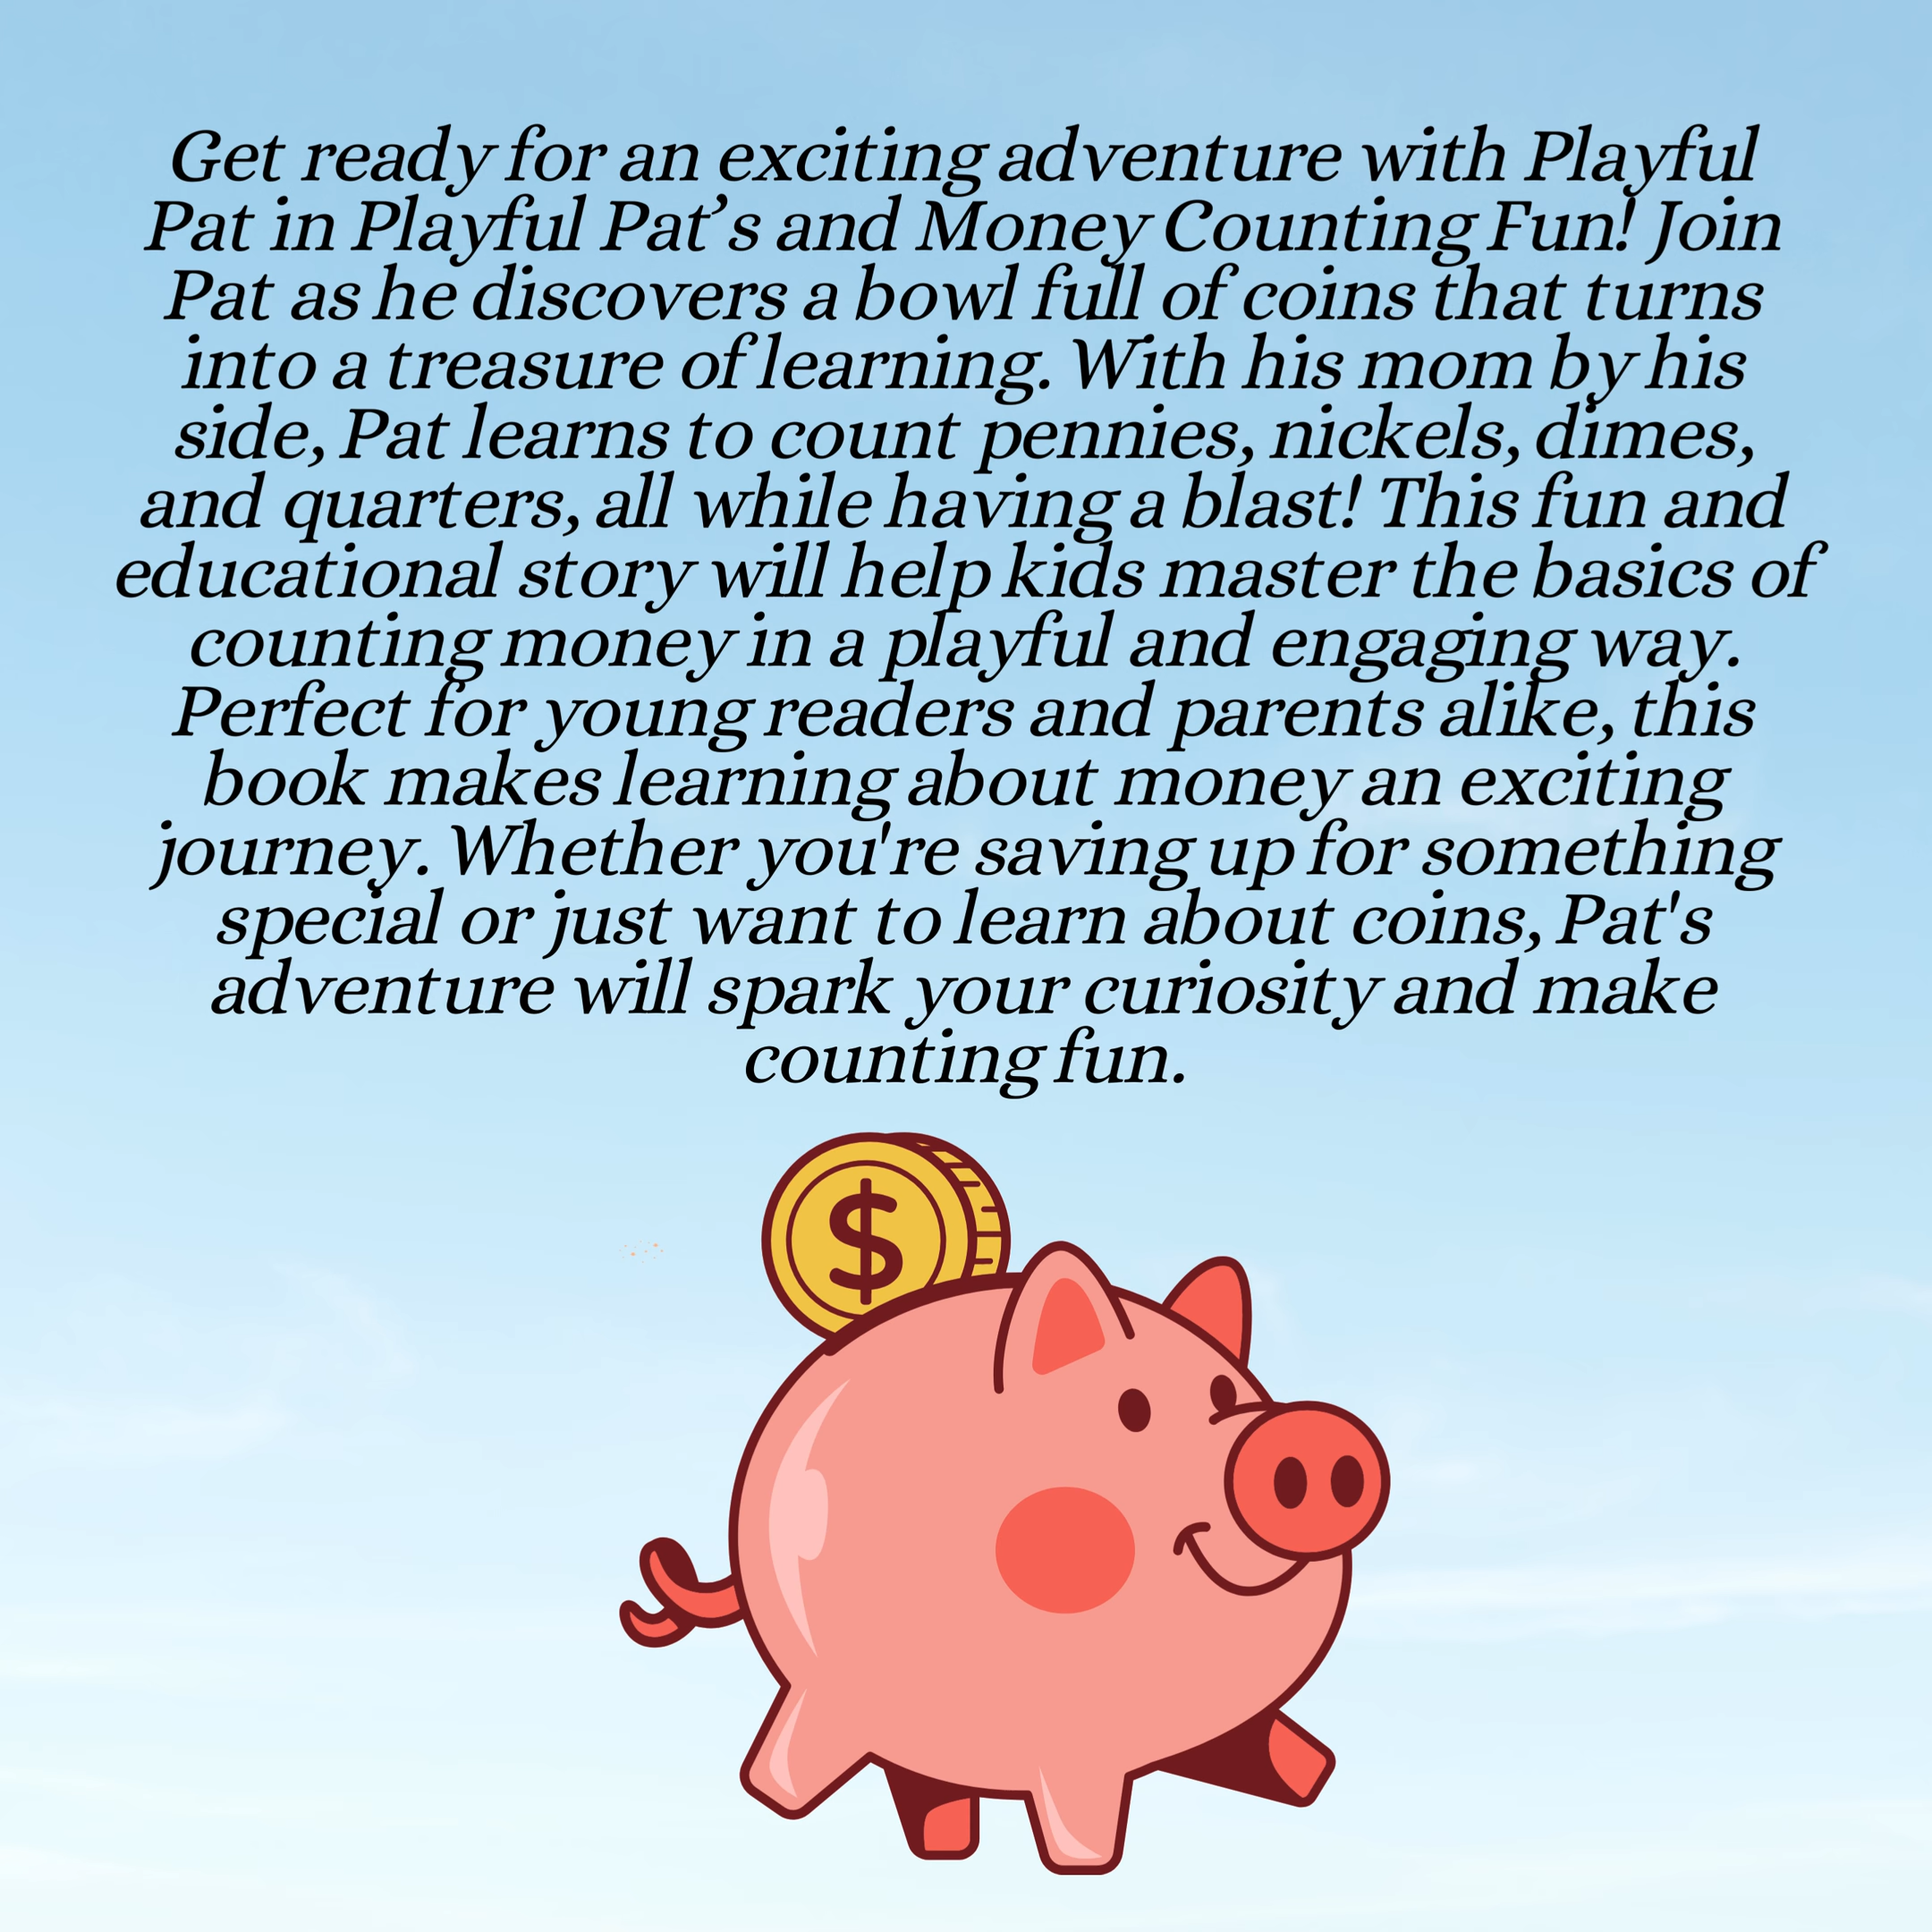 Get ready for an exciting adventure with Playful
Pat in Playful Pat’s and Money Counting Fun! Join
Pat as he discovers a bowl full of coins that turns
into a treasure of learning. With his mom by his
side, Pat learns to count pennies, nickels, dimes,
and quarters, all while having a blast! This fun and
educational story will help kids master the basics of
counting money in a playful and engaging way.
Perfect for young readers and parents alike, this
book makes learning about money an exciting
journey. Whether you're saving up for something
special or just want to learn about coins, Pat's
adventure will spark your curiosity and make
counting fun.
$